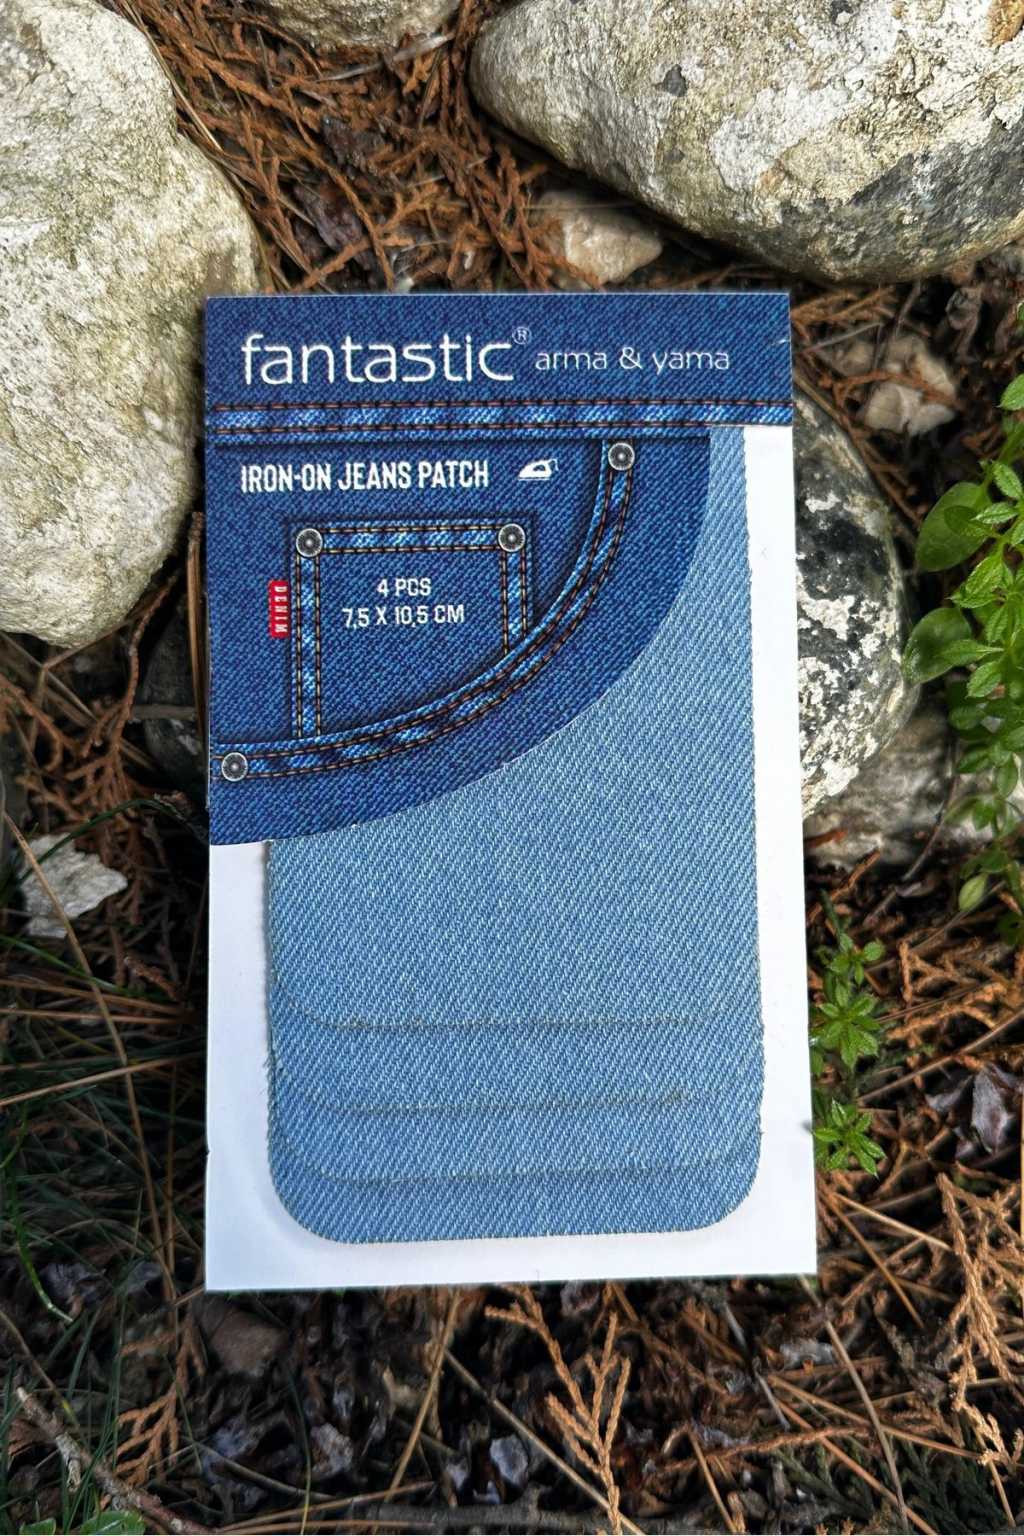 fantastic® arma & yama
IRON-ON JEANS PATCH
DENIM
4 PCS
7,5 X 10,5 CM